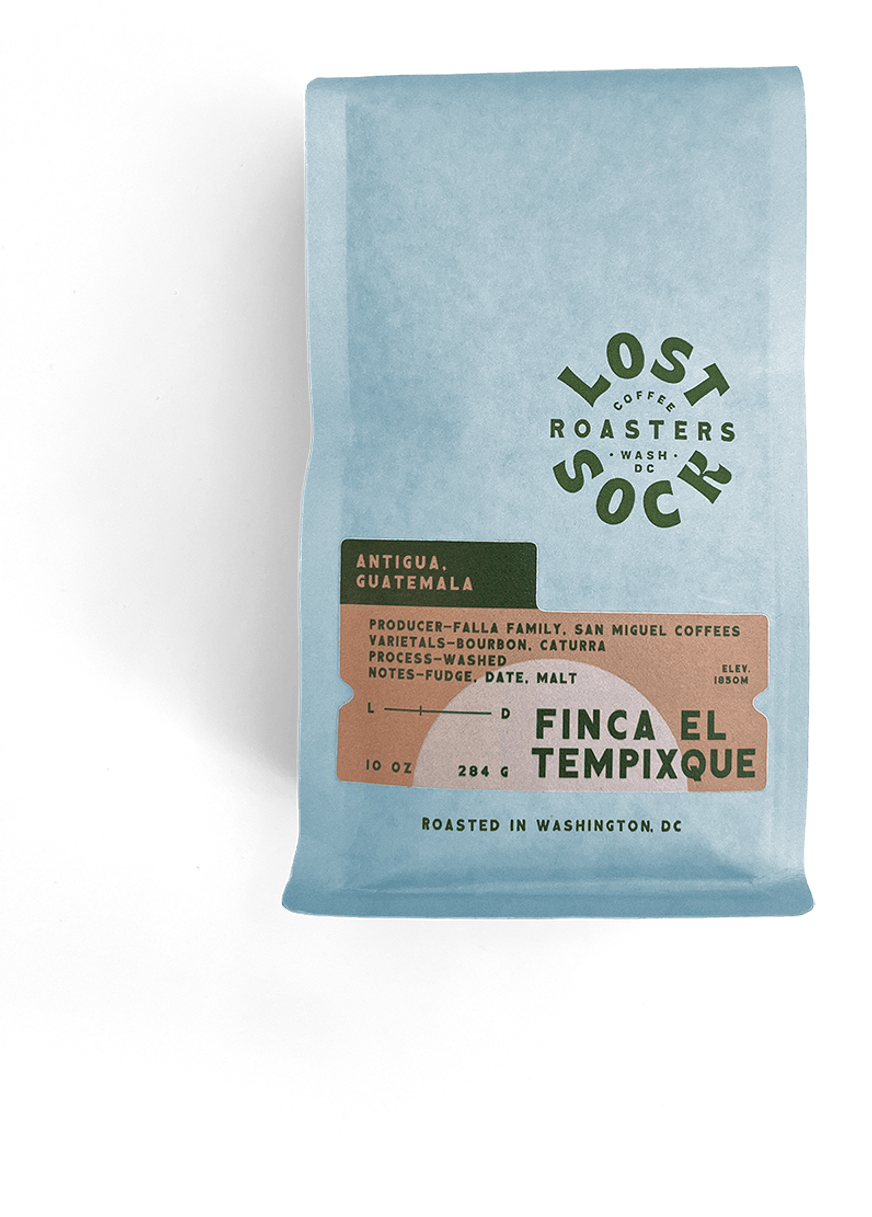 LOST
COFFEE
ROASTERS
• WASH •
DC
SOCK
ANTIGUA,
GUATEMALA
PRODUCER–FALLA FAMILY, SAN MIGUEL COFFEES
VARIETALS–BOURBON, CATURRA
PROCESS–WASHED
NOTES–FUDGE, DATE, MALT
ELEV.
1850M
L D
FINCA EL
TEMPIXQUE
10 OZ 284 G
ROASTED IN WASHINGTON, DC